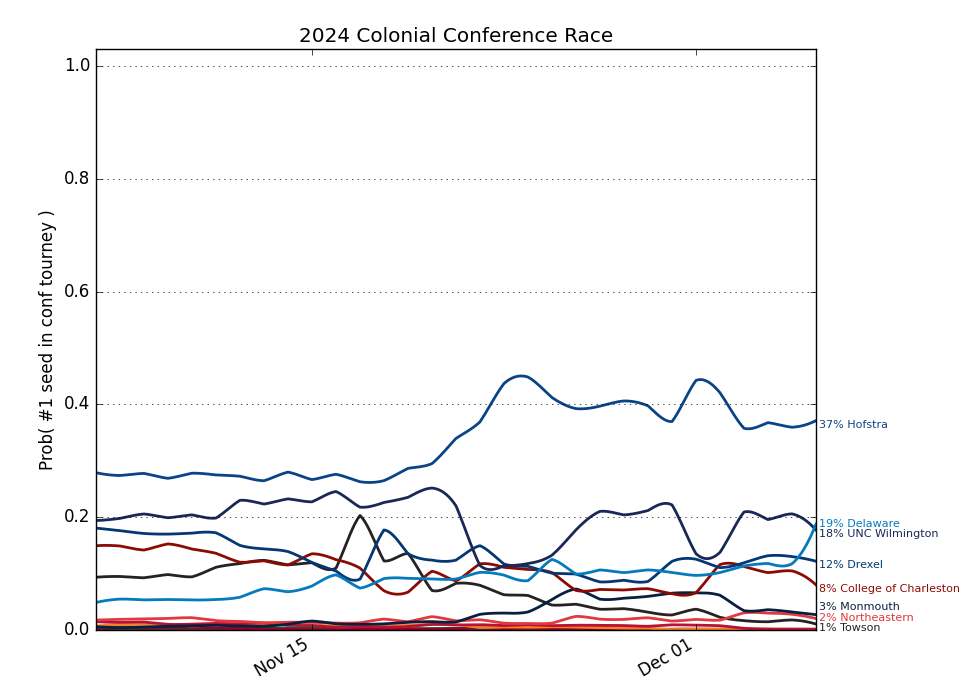 2024 Colonial Conference Race
Prob( #1 seed in conf tourney )
1.0
0.8
0.6
0.4
0.2
0.0
Nov 15
Dec 01
37% Hofstra
19% Delaware
18% UNC Wilmington
12% Drexel
8% College of Charleston
3% Monmouth
2% Northeastern
1% Towson